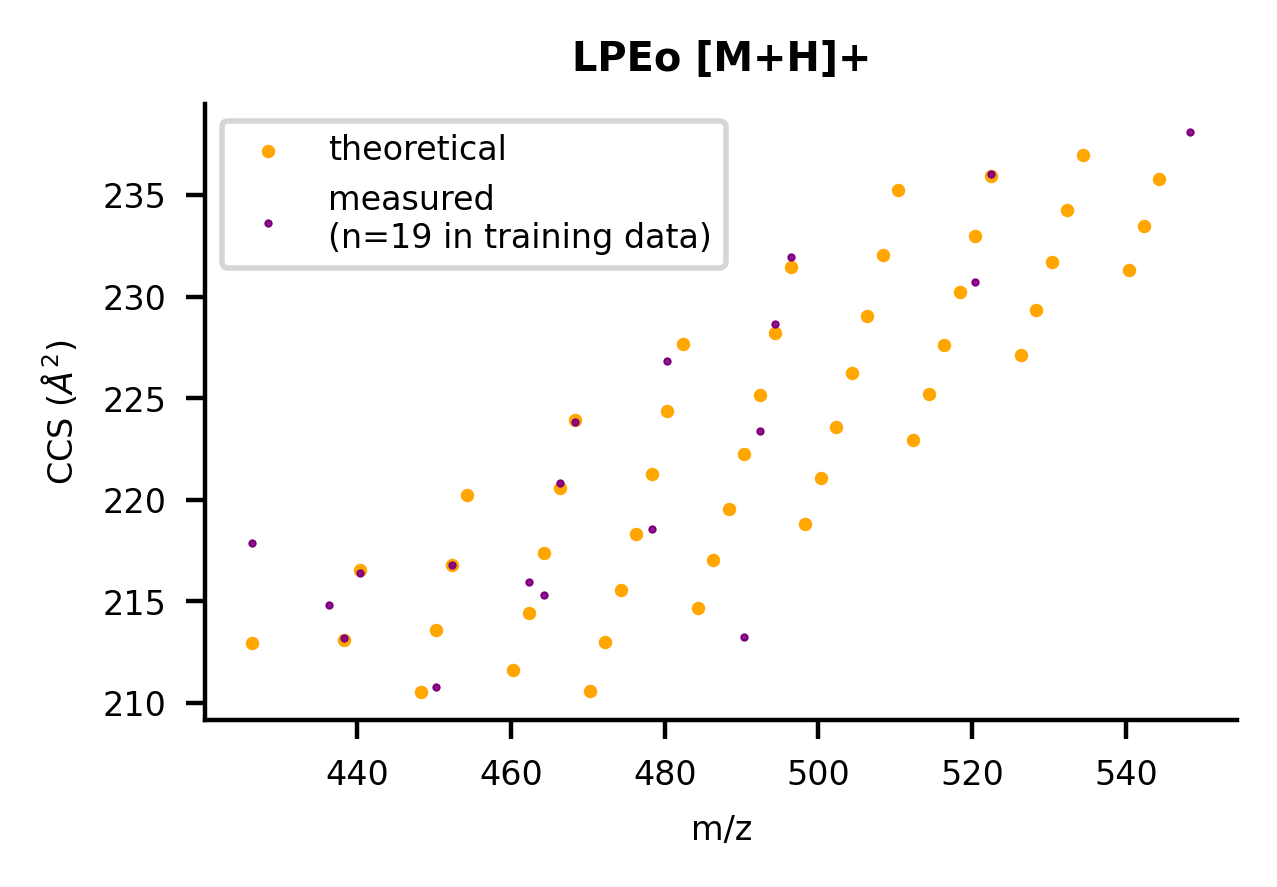 LPEo [M+H]+
theoretical
measured
(n=19 in training data)
CCS (Å²)
235
230
225
220
215
210
440 460 480 500 520 540
m/z